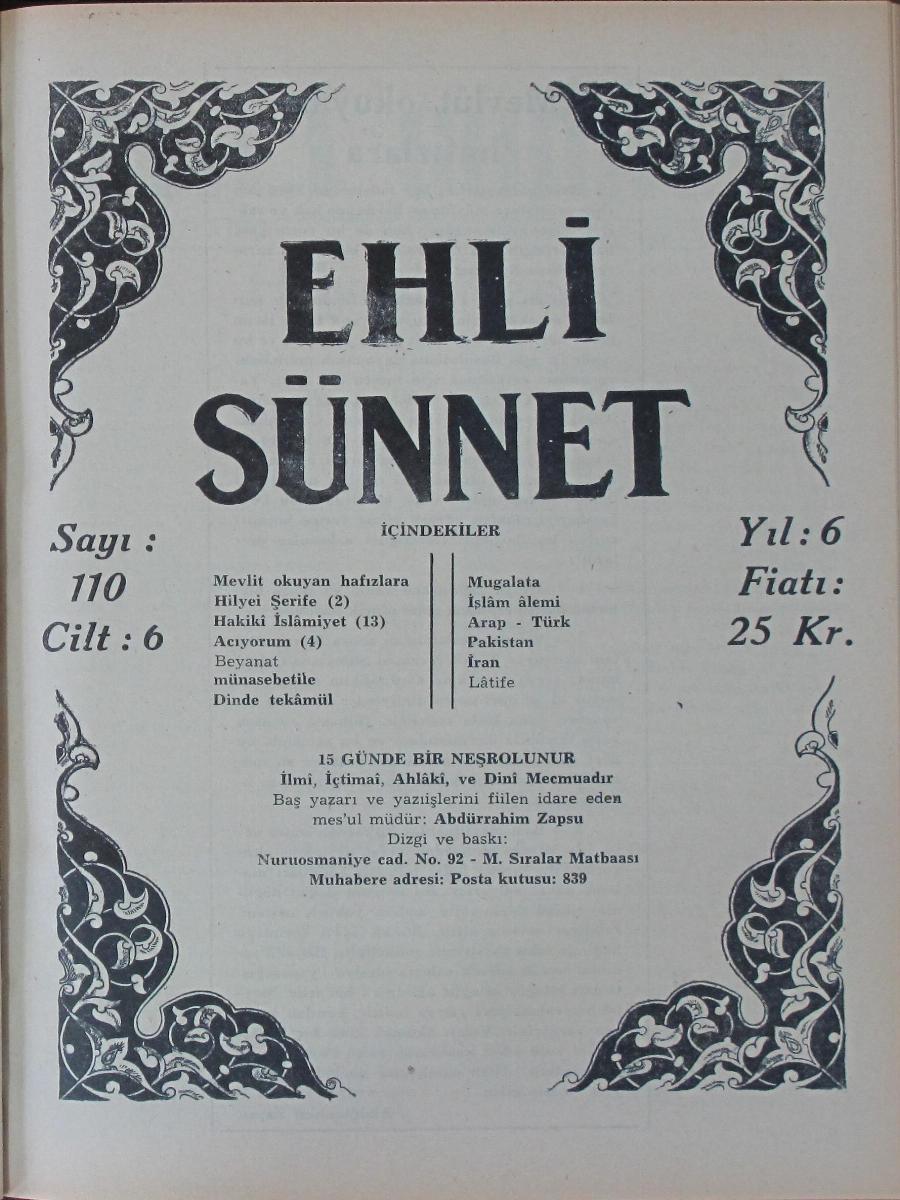 EHLİ
SÜNNET
Sayı :
110
Cilt : 6
Yıl : 6
Fiatı :
25 Kr.
İÇİNDEKİLER
Mevlit okuyan hafızlara
Hilyei Şerife (2)
Hakikî İslâmiyet (13)
Acıyorum (4)
Beyanat
münasebetile
Dinde tekâmül
Mugalata
İşlâm âlemi
Arap - Türk
Pakistan
İran
Lâtife
15 GÜNDE BİR NEŞROLUNUR
İlmî, İçtimaî, Ahlâkî, ve Dinî Mecmuadır
Baş yazarı ve yazıişlerini fiilen idare eden
mes'ul müdür: Abdürrahim Zapsu
Dizgi ve baskı:
Nuruosmaniye cad. No. 92 - M. Sıralar Matbaası
Muhabere adresi: Posta kutusu: 839